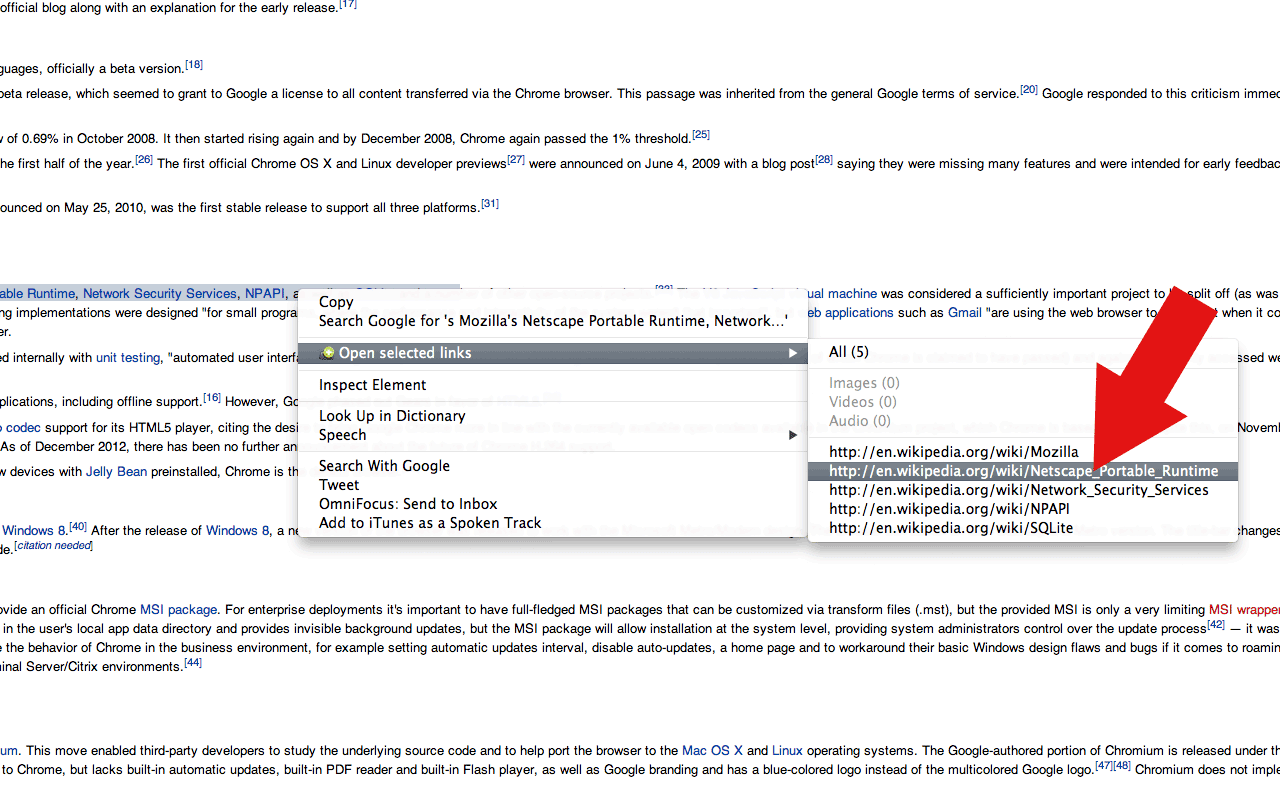 official blog along with an explanation for the early release.[17]
guages, officially a beta version.[18]
beta release, which seemed to grant to Google a license to all content transferred via the Chrome browser. This passage was inherited from the general Google terms of service.[20] Google responded to this criticism immed
w of 0.69% in October 2008. It then started rising again and by December 2008, Chrome again passed the 1% threshold.[25]
he first half of the year.[26] The first official Chrome OS X and Linux developer previews[27] were announced on June 4, 2009 with a blog post[28] saying they were missing many features and were intended for early feedbac
ounced on May 25, 2010, was the first stable release to support all three platforms.[31]
able Runtime, Network Security Services, NPAPI, a
machine was considered a sufficiently important project to split off (as was
ng implementations were designed "for small progra
applications such as Gmail "are using the web browser to when it co
er.
ed internally with unit testing, "automated user interfa
ssed we
plications, including offline support.[16] However, Go
codec support for its HTML5 player, citing the desi
Novemb
As of December 2012, there has been no further an
w devices with Jelly Bean preinstalled, Chrome is th
Windows 8.[40] After the release of Windows 8, a ne
changes
de.[citation needed]
Copy
Search Google for 's Mozilla's Netscape Portable Runtime, Network...'
Open selected links
Inspect Element
Look Up in Dictionary
Speech
Search With Google
Tweet
OmniFocus: Send to Inbox
Add to iTunes as a Spoken Track
All (5)
Images (0)
Videos (0)
Audio (0)
http://en.wikipedia.org/wiki/Mozilla
http://en.wikipedia.org/wiki/Netscape_Portable_Runtime
http://en.wikipedia.org/wiki/Network_Security_Services
http://en.wikipedia.org/wiki/NPAPI
http://en.wikipedia.org/wiki/SQLite
ovide an official Chrome MSI package. For enterprise deployments it's important to have full-fledged MSI packages that can be customized via transform files (.mst), but the provided MSI is only a very limiting MSI wrapper
in the user's local app data directory and provides invisible background updates, but the MSI package will allow installation at the system level, providing system administrators control over the update process[42] — it was
e the behavior of Chrome in the business environment, for example setting automatic updates interval, disable auto-updates, a home page and to workaround their basic Windows design flaws and bugs if it comes to roamin
minal Server/Citrix environments.[44]
um. This move enabled third-party developers to study the underlying source code and to help port the browser to the Mac OS X and Linux operating systems. The Google-authored portion of Chromium is released under th
to Chrome, but lacks built-in automatic updates, built-in PDF reader and built-in Flash player, as well as Google branding and has a blue-colored logo instead of the multicolored Google logo.[47][48] Chromium does not imple